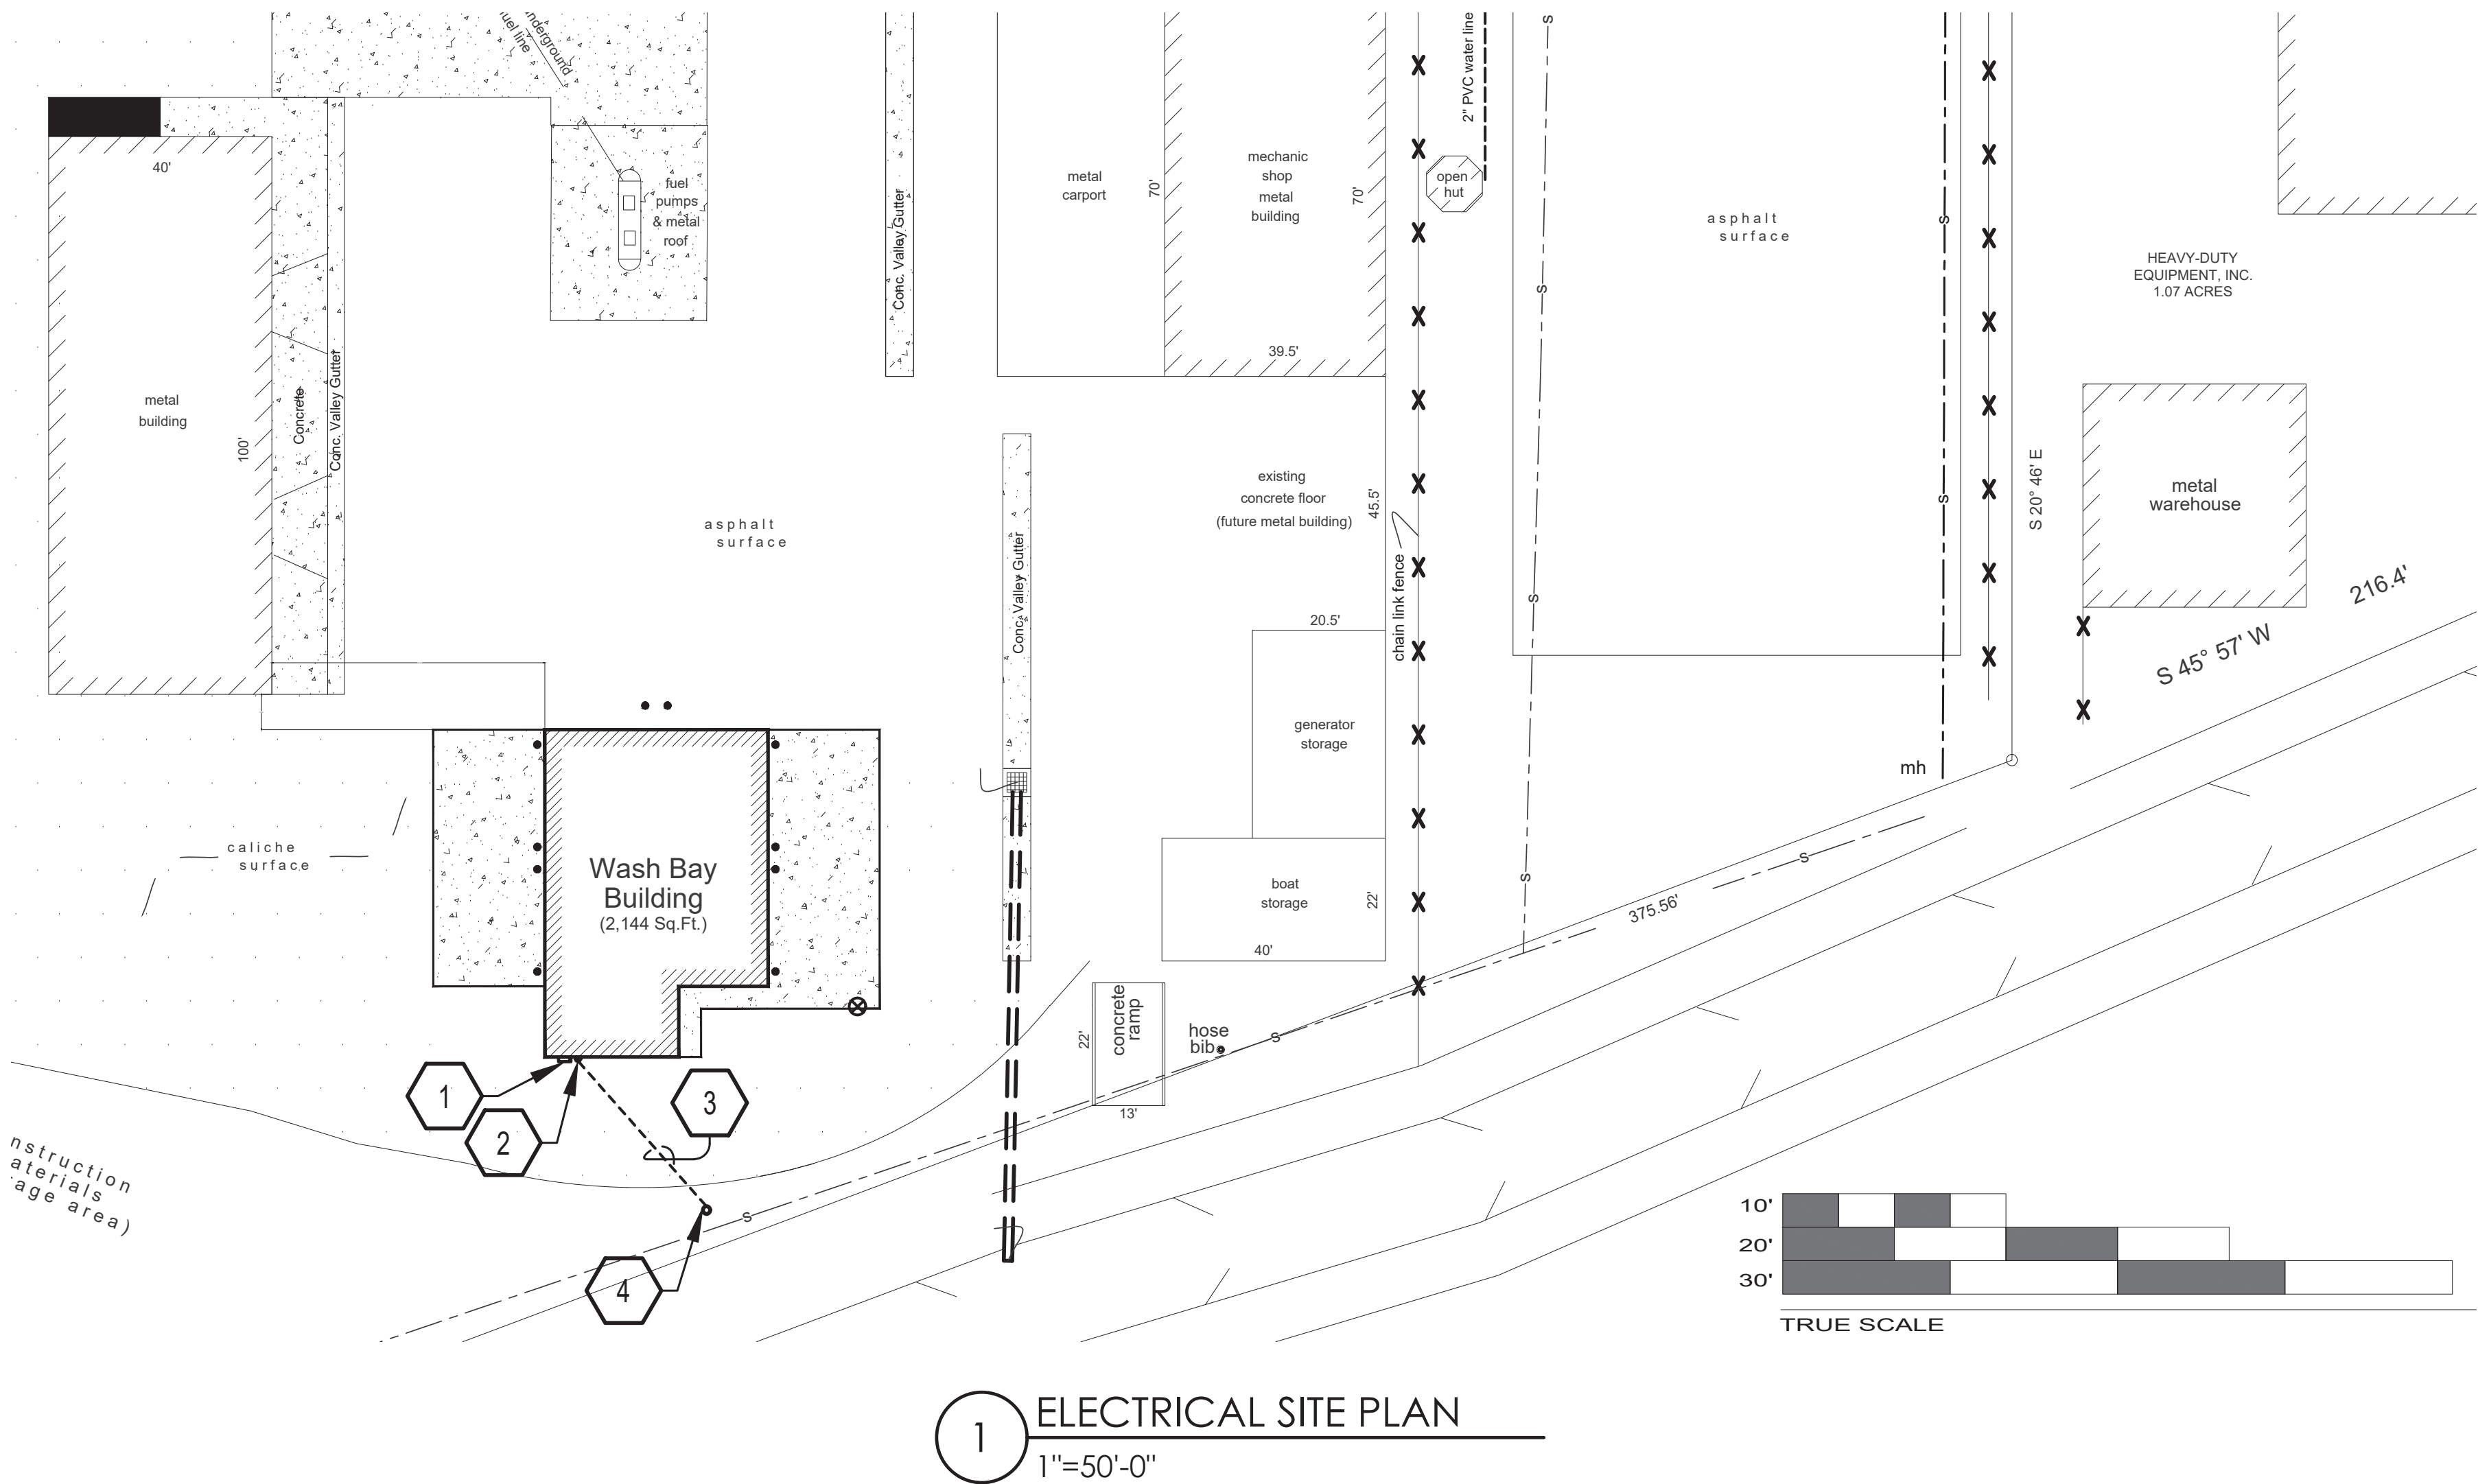 underground
fuel line
2" PVC water line
S
40'
fuel
pumps
& metal
roof
Conc. Valley Gutter
metal
carport
70'
mechanic
shop
metal
building
70'
39.5'
open
hut
S
asphalt
surface
S
HEAVY-DUTY
EQUIPMENT, INC.
1.07 ACRES
metal
building
100'
Concrete
Conc. Valley Gutter
asphalt
surface
Conc. Valley Gutter
existing
concrete floor
(future metal building)
45.5'
chain link fence
S
S
S 20° 46' E
metal
warehouse
216.4'
S 45° 57' W
20.5'
generator
storage
mh
caliche
surface
Wash Bay
Building
(2,144 Sq.Ft.)
boat
storage
22'
40'
S
S
375.56'
concrete
ramp
22'
13'
hose
bib
S
1
2
3
4
S
nstruction
aterials
age area)
10'
20'
30'
TRUE SCALE
1
ELECTRICAL SITE PLAN
1"=50'-0"